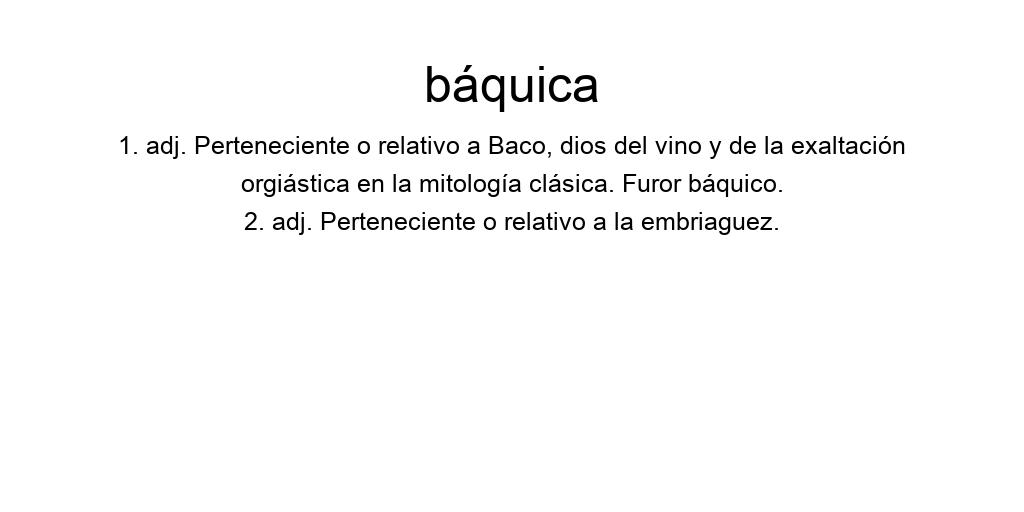 báquica
1. adj. Perteneciente o relativo a Baco, dios del vino y de la exaltación
orgiástica en la mitología clásica. Furor báquico.
2. adj. Perteneciente o relativo a la embriaguez.